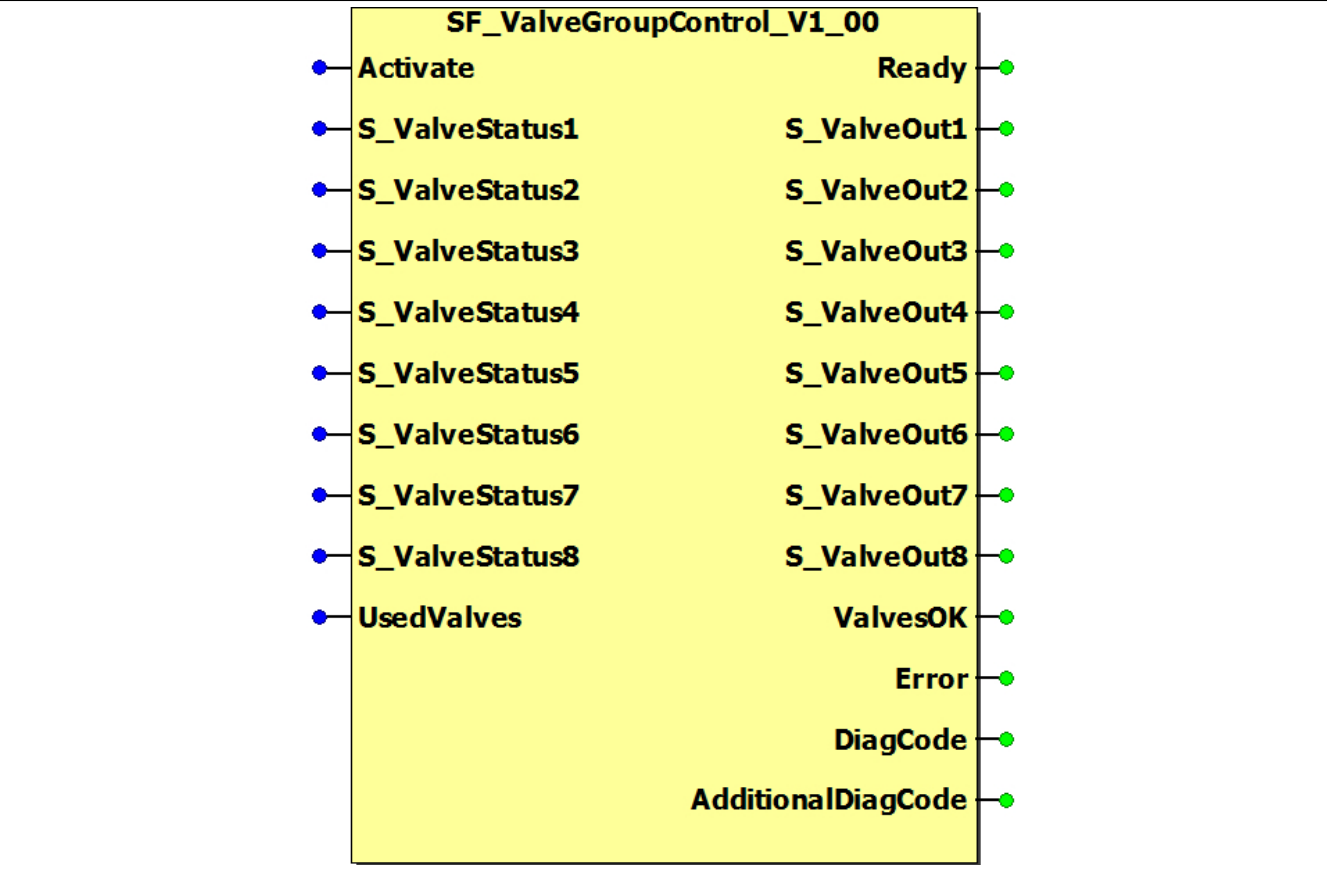 SF_ValveGroupControl_V1_00
Activate Ready
S_ValveStatus1 S_ValveOut1
S_ValveStatus2 S_ValveOut2
S_ValveStatus3 S_ValveOut3
S_ValveStatus4 S_ValveOut4
S_ValveStatus5 S_ValveOut5
S_ValveStatus6 S_ValveOut6
S_ValveStatus7 S_ValveOut7
S_ValveStatus8 S_ValveOut8
UsedValves ValvesOK
Error
DiagCode
AdditionalDiagCode